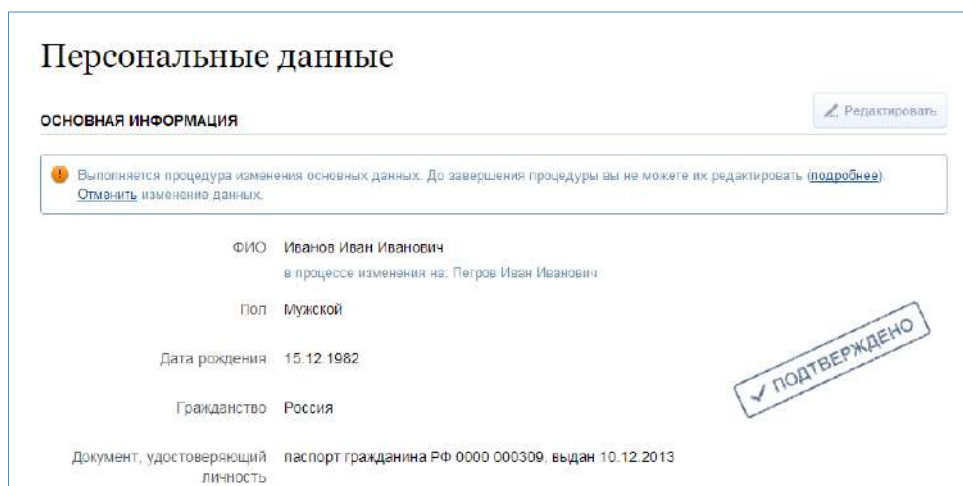 Персональные данные
Редактировать
ОСНОВНАЯ ИНФОРМАЦИЯ
Выполняется процедура изменения основных данных. До завершения процедуры вы не можете их редактировать (подробнее).
Отменить изменение данных.
ФИО Иванов Иван Иванович
в процессе изменения на: Петров Иван Иванович
Пол Мужской
ПОДТВЕРЖДЕНО
Дата рождения 15.12.1982
Гражданство Россия
Документ, удостоверяющий паспорт гражданина РФ 0000 000309, выдан 10.12.2013
личность